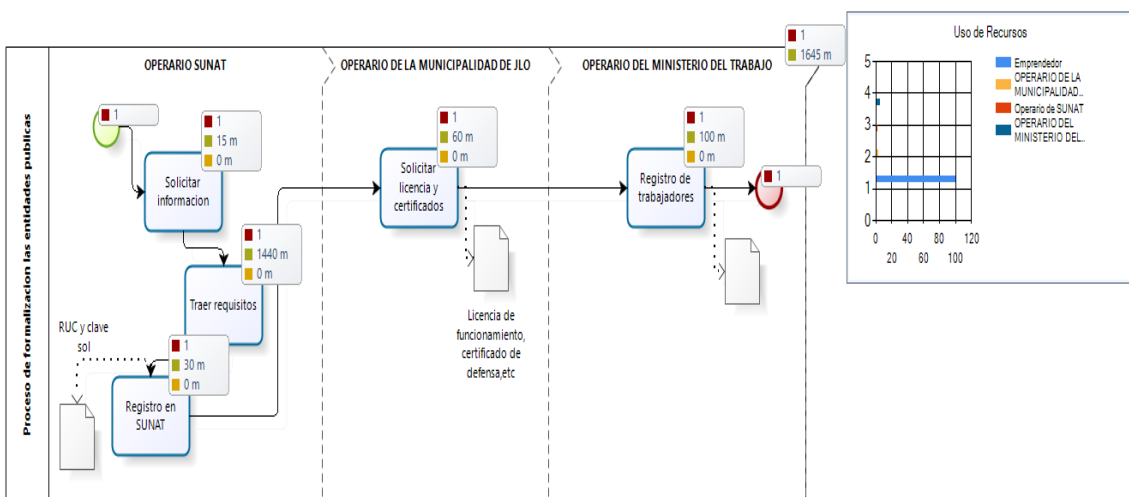 Proceso de formalizacion las entidades publicas
OPERARIO SUNAT
OPERARIO DE LA MUNICIPALIDAD DE JLO
OPERARIO DEL MINISTERIO DEL TRABAJO
1
1645 m
1
1
15 m
0 m
Solicitar
informacion
1
1440 m
0 m
Traer requisitos
RUC y clave
sol
1
30 m
0 m
Registro en
SUNAT
1
60 m
0 m
Solicitar
licencia y
certificados
Licencia de
funcionamiento,
certificado de
defensa,etc
1
100 m
0 m
Registro de
trabajadores
1
Uso de Recursos
5
4
3
2
1
0
0 40 80 120
20 60 100
Emprendedor
OPERARIO DE LA
MUNICIPALIDAD...
Operario de SUNAT
OPERARIO DEL
MINISTERIO DEL...